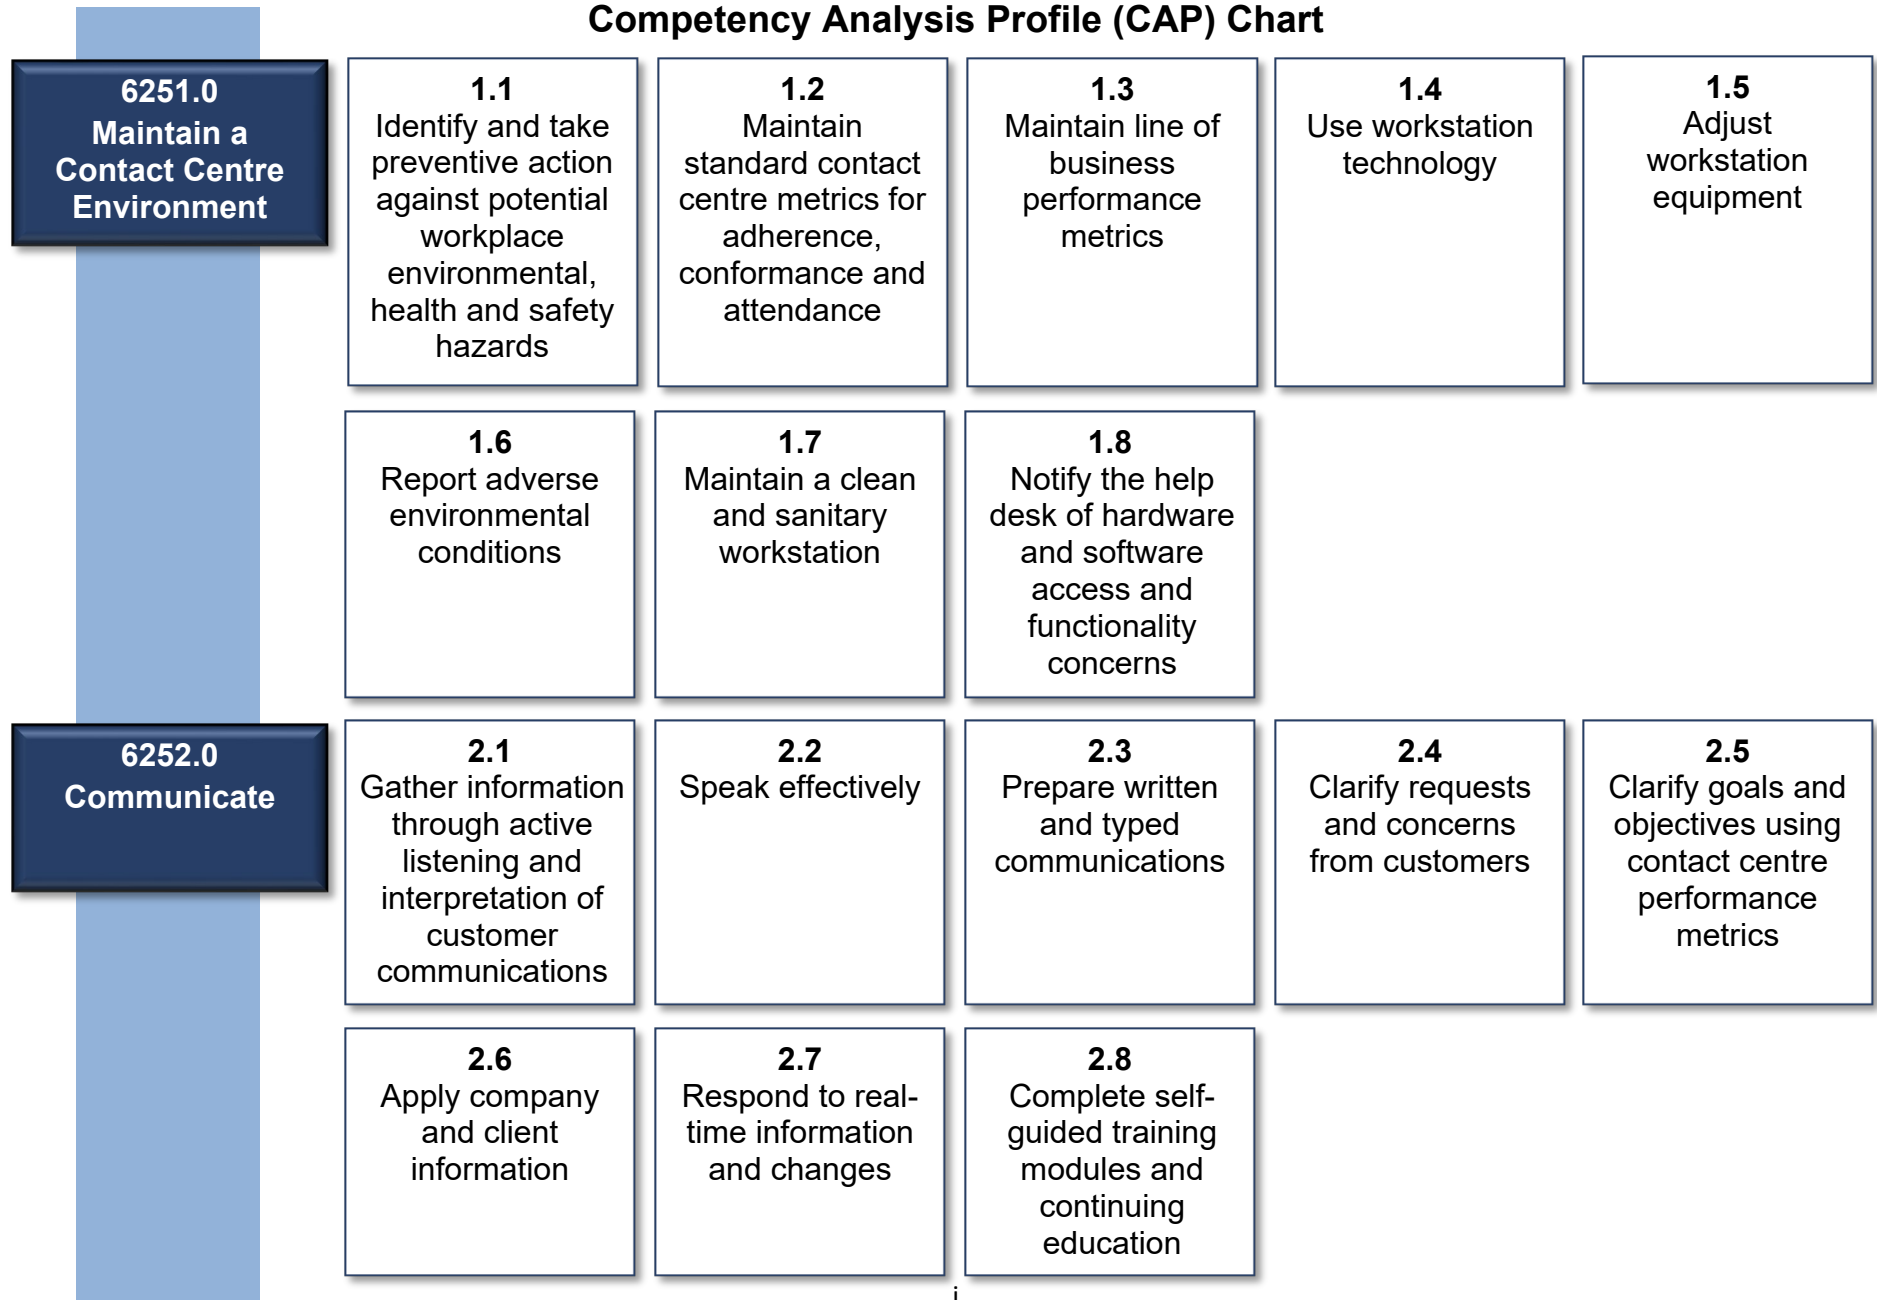 Competency Analysis Profile (CAP) Chart
6251.0
Maintain a
Contact Centre
Environment
1.1
Identify and take
preventive action
against potential
workplace
environmental,
health and safety
hazards
1.2
Maintain
standard contact
centre metrics for
adherence,
conformance and
attendance
1.3
Maintain line of
business
performance
metrics
1.4
Use workstation
technology
1.5
Adjust
workstation
equipment
1.6
Report adverse
environmental
conditions
1.7
Maintain a clean
and sanitary
workstation
1.8
Notify the help
desk of hardware
and software
access and
functionality
concerns
6252.0
Communicate
2.1
Gather information
through active
listening and
interpretation of
customer
communications
2.2
Speak effectively
2.3
Prepare written
and typed
communications
2.4
Clarify requests
and concerns
from customers
2.5
Clarify goals and
objectives using
contact centre
performance
metrics
2.6
Apply company
and client
information
2.7
Respond to real-
time information
and changes
2.8
Complete self-
guided training
modules and
continuing
education
i